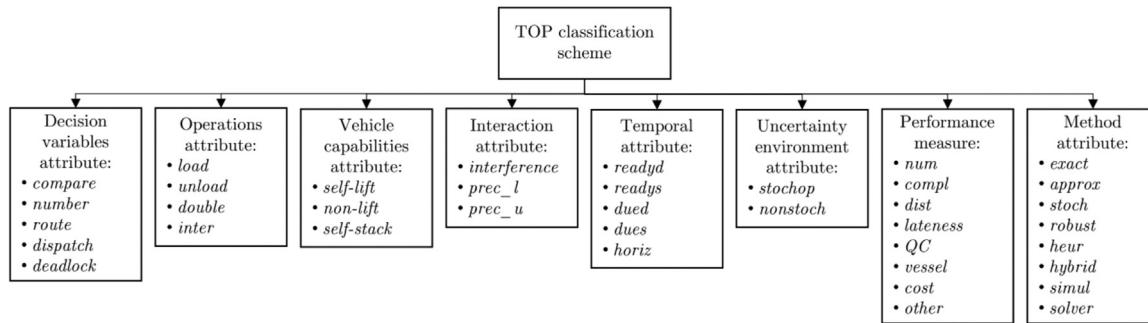 TOP classification
scheme
Decision
variables
attribute:
• compare
• number
• route
• dispatch
• deadlock
Operations
attribute:
• load
• unload
• double
• inter
Vehicle
capabilities
attribute:
• self-lift
• non-lift
• self-stack
Interaction
attribute:
• interference
• prec_l
• prec_u
Temporal
attribute:
• readyd
• readys
• dued
• dues
• horiz
Uncertainty
environment
attribute:
• stochop
• nonstoch
Performance
measure:
• num
• compl
• dist
• lateness
• QC
• vessel
• cost
• other
Method
attribute:
• exact
• approx
• stoch
• robust
• heur
• hybrid
• simul
• solver